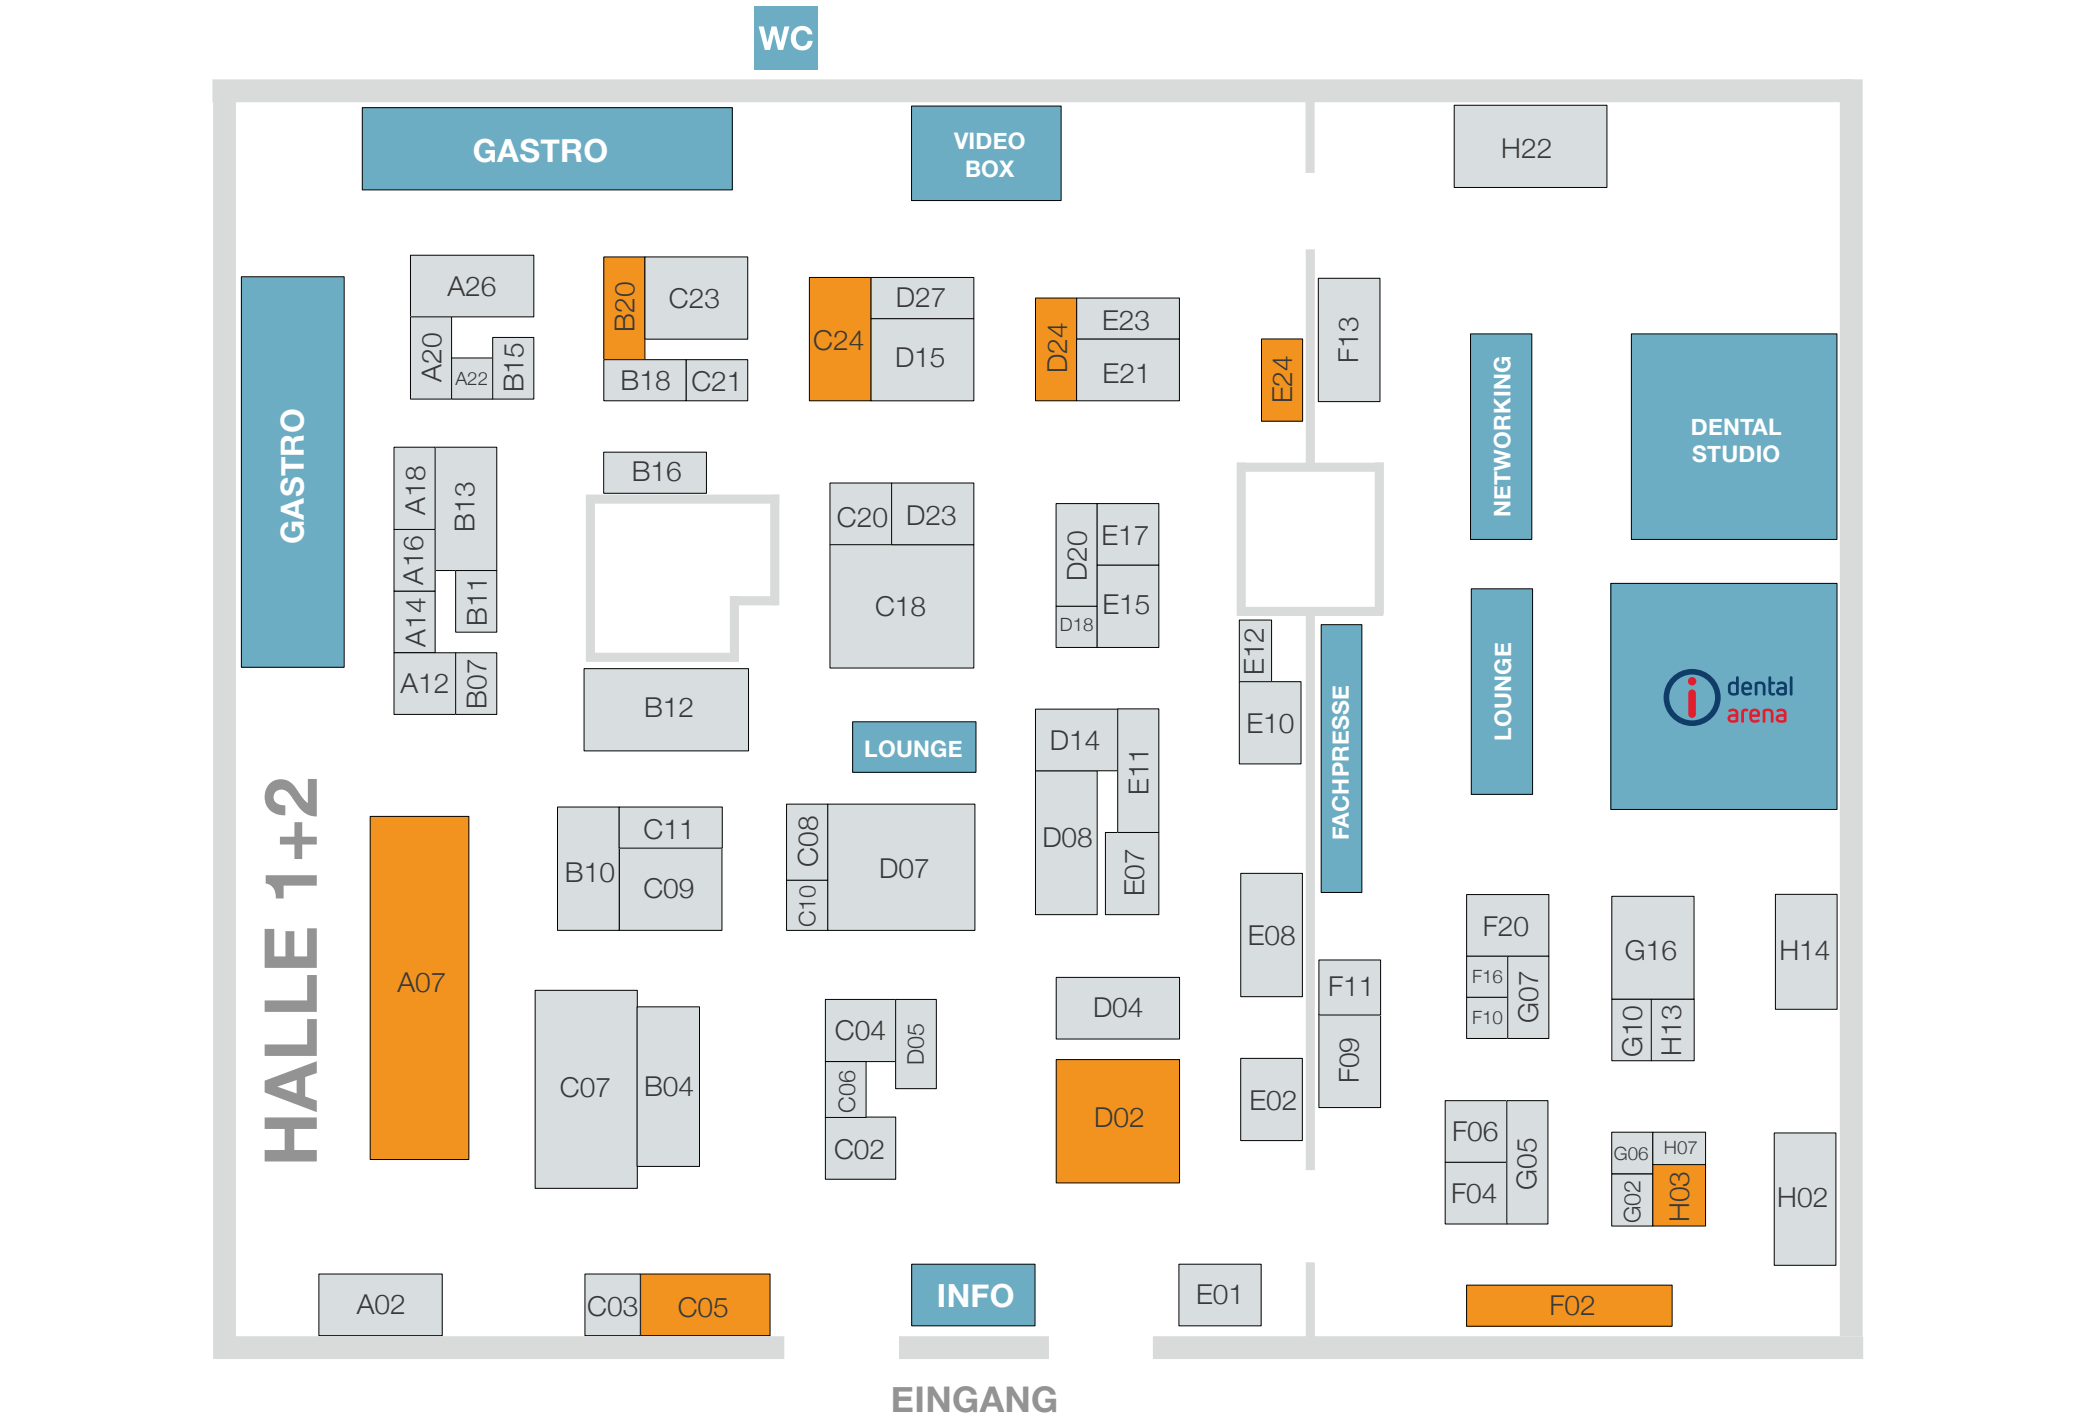 WC
GASTRO
VIDEO
BOX
H22
A26
B20
C23
C24
D27
D15
D24
E23
E21
E24
F13
A20
A22
B15
B18
C21
GASTRO
NETWORKING
DENTAL
STUDIO
A18
B13
A16
A14
B11
A12
B07
B16
C20
D23
C18
D20
E17
D18
E15
E12
E10
B12
LOUNGE
D14
E11
D08
E07
FACHPRESSE
LOUNGE
i dental
arena
HALLE 1+2
A07
B10
C11
C09
C08
C10
D07
E08
F11
F09
F20
F16
F10
G07
G16
G10
H13
H14
C07
B04
C04
D05
C06
C02
D04
D02
E02
F06
F04
G05
G06
H07
G02
H03
H02
A02
C03
C05
INFO
E01
F02
EINGANG